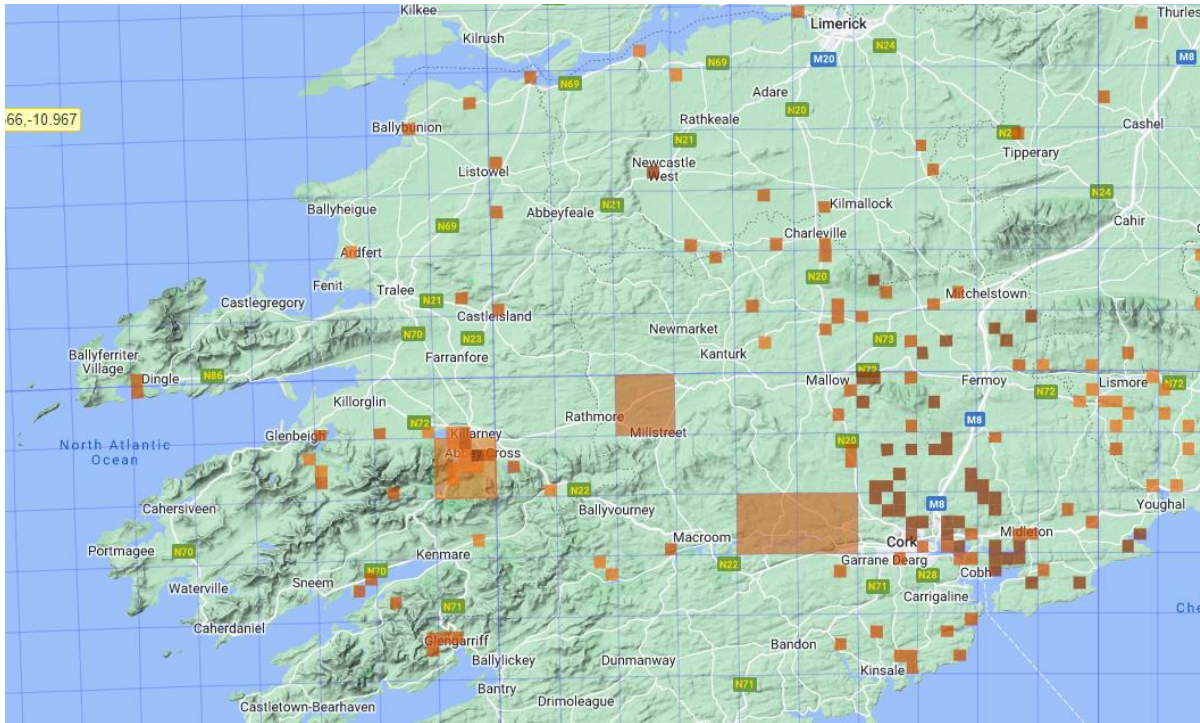 Kilkee
Thurles
Limerick
Kilrush
N24
M20
M8
N69
N69
Adare
66,-10.967
Rathkeale
Cashel
Ballybunion
N24
N21
Tipperary
Listowel
Newcastle
West
N24
Ballyheigue
Abbeyfeale
N21
Kilmallock
N69
Charleville
Cahir
Ardfert
N20
Fenit
Tralee
Mitchelstown
Castlegregory
N21
Castleisland
Newmarket
N70
N23
N73
Ballyferriter
Village
Farranfore
Kanturk
Dingle
N86
N72
Mallow
Fermoy
N72
Lismore
N72
Killorglin
Rathmore
Millstreet
N72
Killarney
Glenbeigh
M8
North Atlantic
Ocean
Abbey Cross
N20
N22
Cahersiveen
Ballyvourney
M8
Youghal
Portmagee
N70
Kenmare
Macroom
Cork
Midleton
N22
Garrane Dearg
Waterville
Sneem
N70
N28
Cobh
N71
Carrigaline
N71
Che
Caherdaniel
Glengarriff
Bandon
Ballylickey
Dunmanway
Kinsale
Bantry
N71
Castletown-Bearhaven
Drimoleague